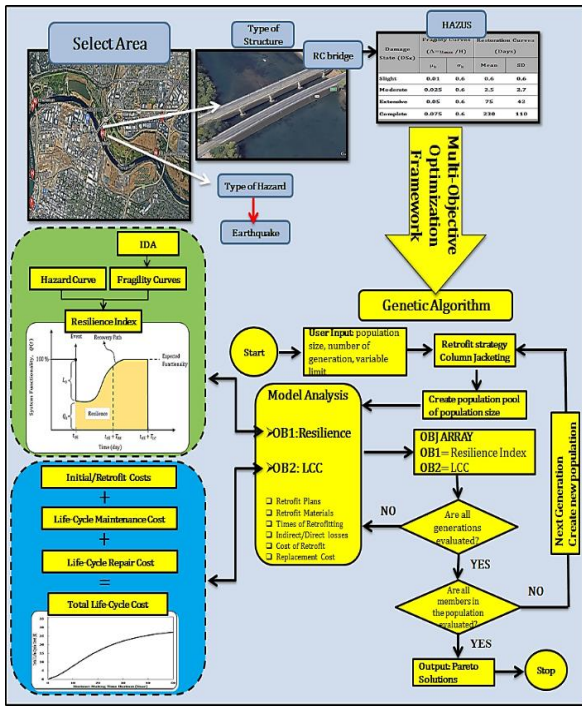 Select Area
Type of Structure
RC bridge
HAZUS
Damage State (DSs)
Fragility Curves
Restoration Curves
(Days)
Mean
SD
Slight 0.01 0.6 0.6 0.6
Moderate 0.025 0.6 2.5 2.7
Extensive 0.05 0.6 75 42
Complete 0.075 0.6 230 110
Type of Hazard
Earthquake
Multi-Objective
Optimization
Framework
IDA
Hazard Curve
Fragility Curves
Resilience Index
Event
Recovery Path
Expected
Functionality
100 %
Resilience
System Functionality,
Time (day)
Genetic Algorithm
Start
User Input: population
size, number of
generation, variable
limit
Retrofit strategy
Column Jacketing
Create population pool
of population size
Model Analysis
OB1:Resilience
OB2: LCC
Retrofit Plans
Retrofit Materials
Times of Retrofitting
Indirect/Direct losses
Cost of Retrofit
Replacement Cost
OBJ ARRAY
OB1=Resilience Index
OB2=LCC
Are all
generations
evaluated?
NO
YES
Are all
members in
the population
evaluated?
NO
YES
Next Generation
Create new population
Output: Pareto
Solutions
Stop
Initial/Retrofit Costs
+
Life-Cycle Maintenance Cost
+
Life-Cycle Repair Cost
=
Total Life-Cycle Cost